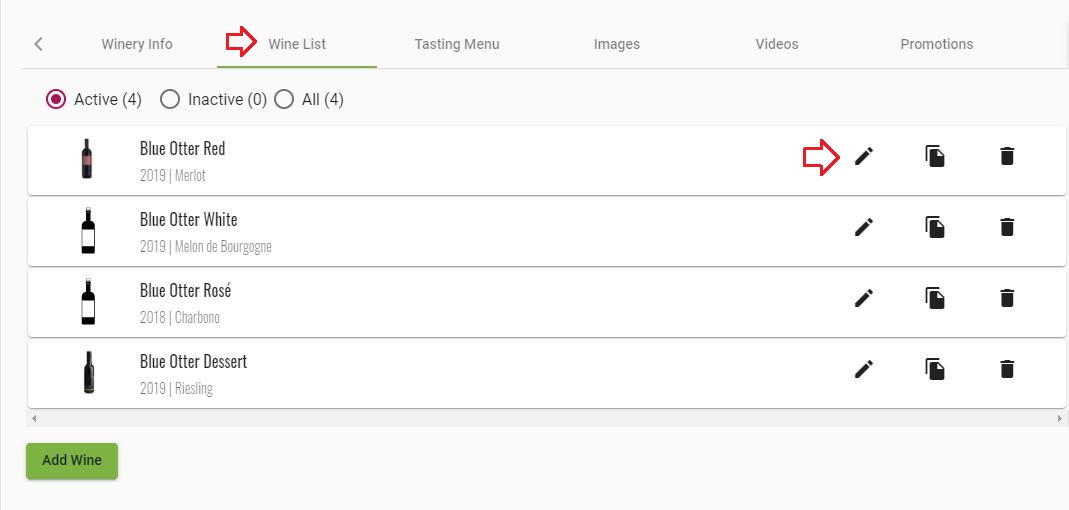 Winery Info Wine List Tasting Menu Images Videos Promotions
Active (4) Inactive (0) All (4)
Blue Otter Red
2019 | Merlot
Blue Otter White
2019 | Melon de Bourgogne
Blue Otter Rosé
2018 | Charbono
Blue Otter Dessert
2019 | Riesling
Add Wine